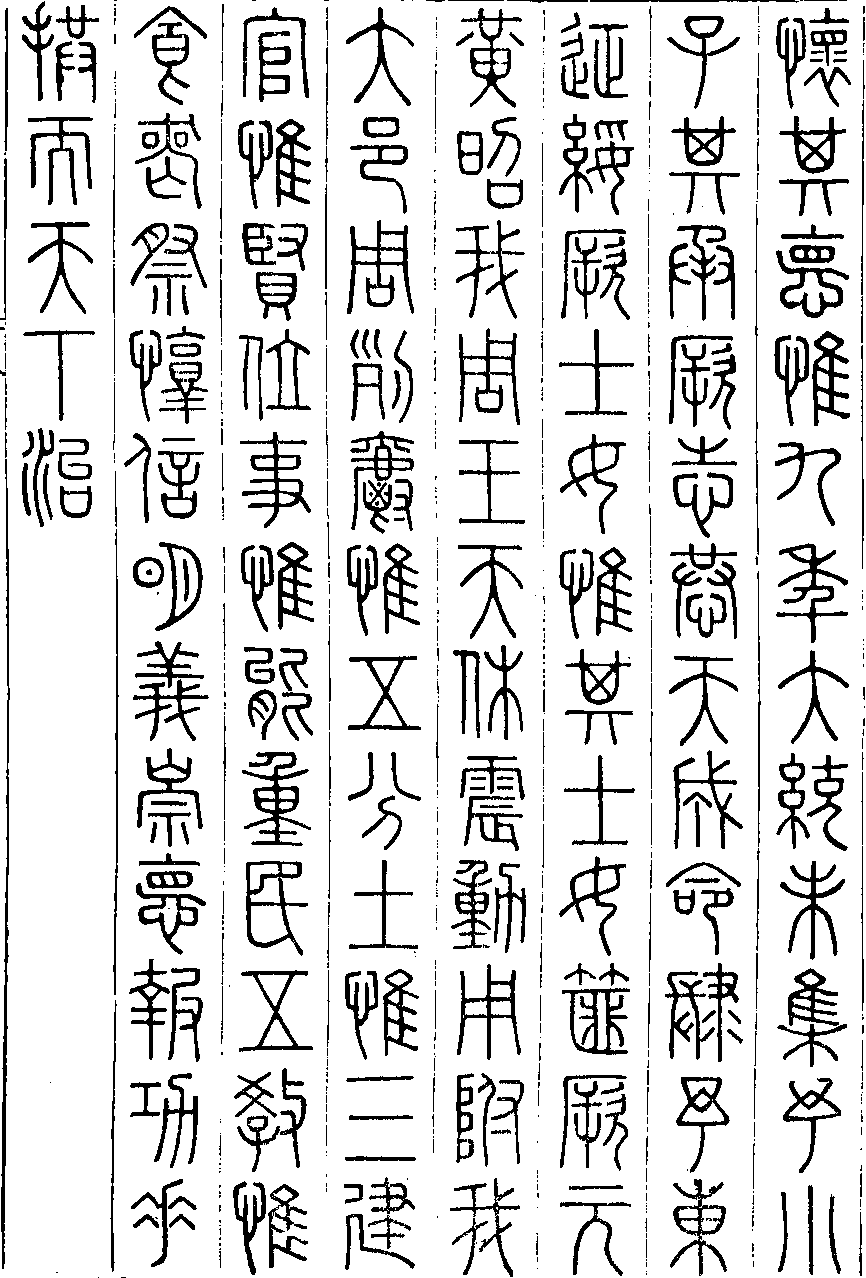 懷其悳惟九年大統未集予小
子其承厥志恭天成命肆予東
征綏厥士女惟其士女篚厥元
黃昭我周王天休震動用附我
大邑周列爵惟五分土惟三建
官惟賢位事惟能重民五教惟
食喪祭惇信明義崇悳報功垂
拱而天下治